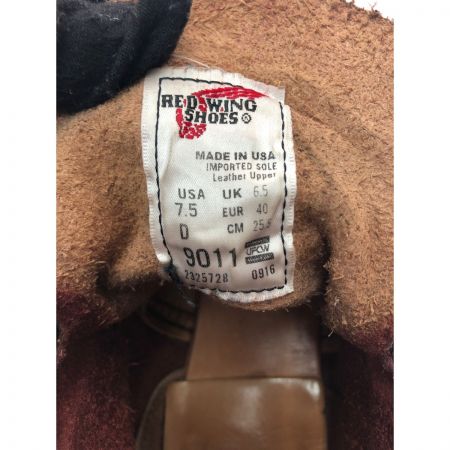 RED WING
SHOES®
MADE IN USA
IMPORTED SOLE
Leather Upper
USA UK 6.5
7.5 EUR 40
D CM 25.5
9011 UFCW
2325728 0916